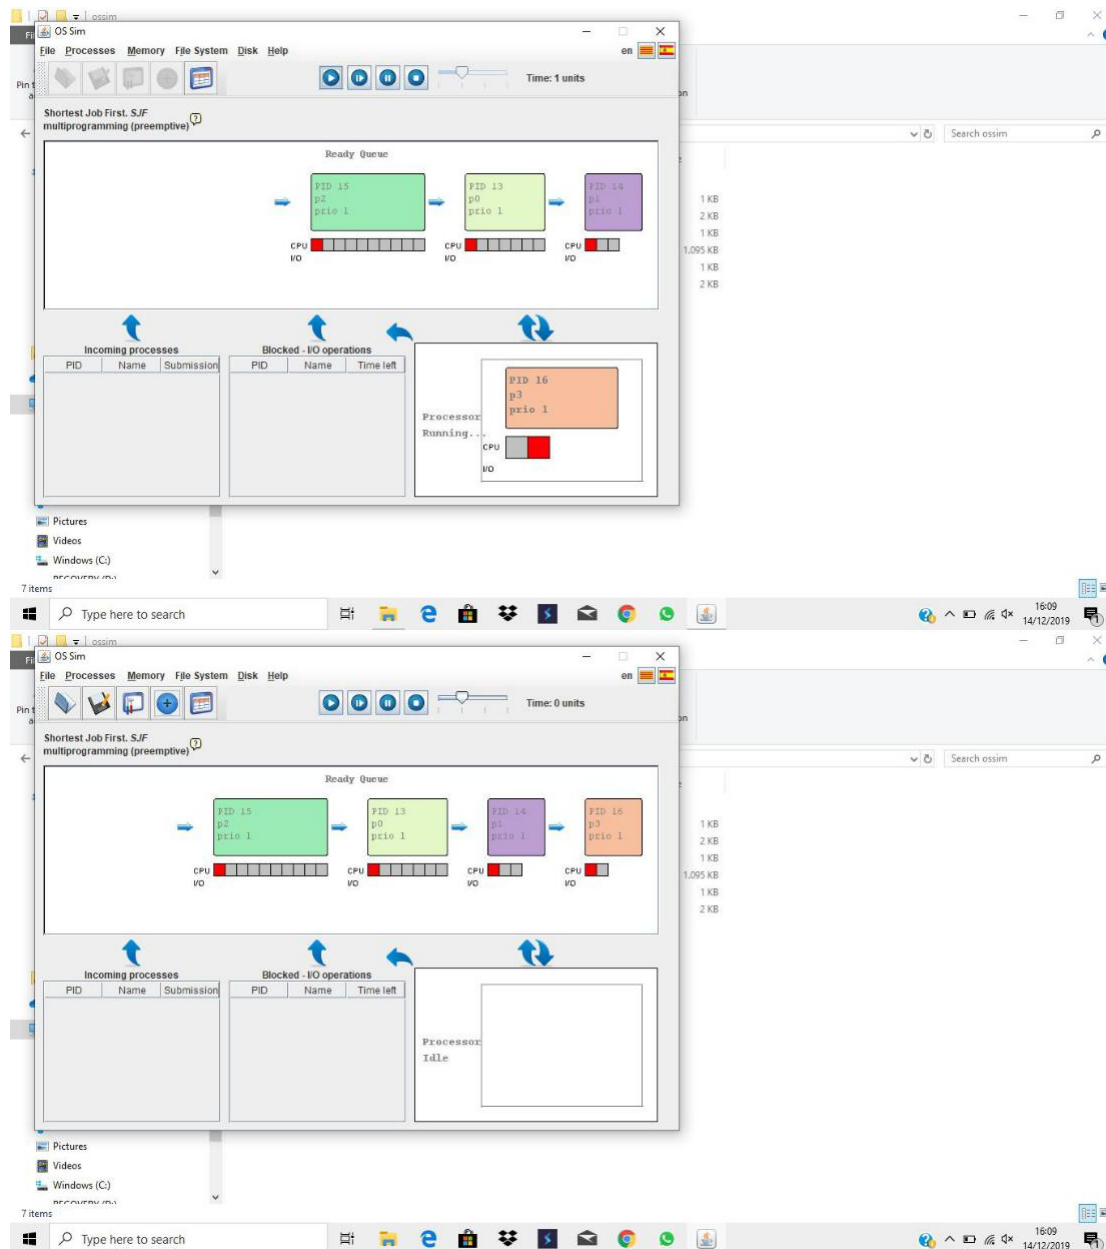 ossim
OS Sim
File Processes Memory File System Disk Help
en
Time: 1 units
Pin t
Shortest Job First. SJF
multiprogramming (preemptive)
Search ossim
Ready Queue
PID 15
p2
prio 1
CPU
I/O
PID 13
p0
prio 1
CPU
I/O
PID 14
p1
prio 1
CPU
I/O
1 KB
2 KB
1 KB
1,095 KB
1 KB
2 KB
Incoming processes
PID Name Submission
Blocked - I/O operations
PID Name Time left
Processor
Running...
PID 16
p3
prio 1
CPU
I/O
Pictures
Videos
Windows (C:)
7 items
Type here to search
16:09
14/12/2019
ossim
OS Sim
File Processes Memory File System Disk Help
en
Time: 0 units
Pin t
Shortest Job First. SJF
multiprogramming (preemptive)
Search ossim
Ready Queue
PID 15
p2
prio 1
CPU
I/O
PID 13
p0
prio 1
CPU
I/O
PID 14
p1
prio 1
CPU
I/O
PID 16
p3
prio 1
CPU
I/O
1 KB
2 KB
1 KB
1,095 KB
1 KB
2 KB
Incoming processes
PID Name Submission
Blocked - I/O operations
PID Name Time left
Processor
Idle
Pictures
Videos
Windows (C:)
7 items
Type here to search
16:09
14/12/2019